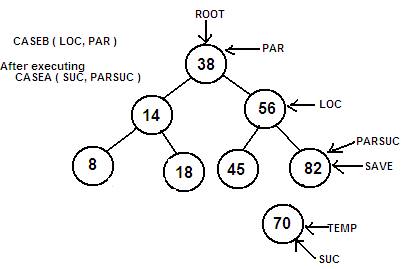 ROOT
CASEB ( LOC, PAR )
PAR
After executing
CASEA ( SUC, PARSUC )
38
14
56
LOC
PARSUC
8
18
45
82
SAVE
70
TEMP
SUC